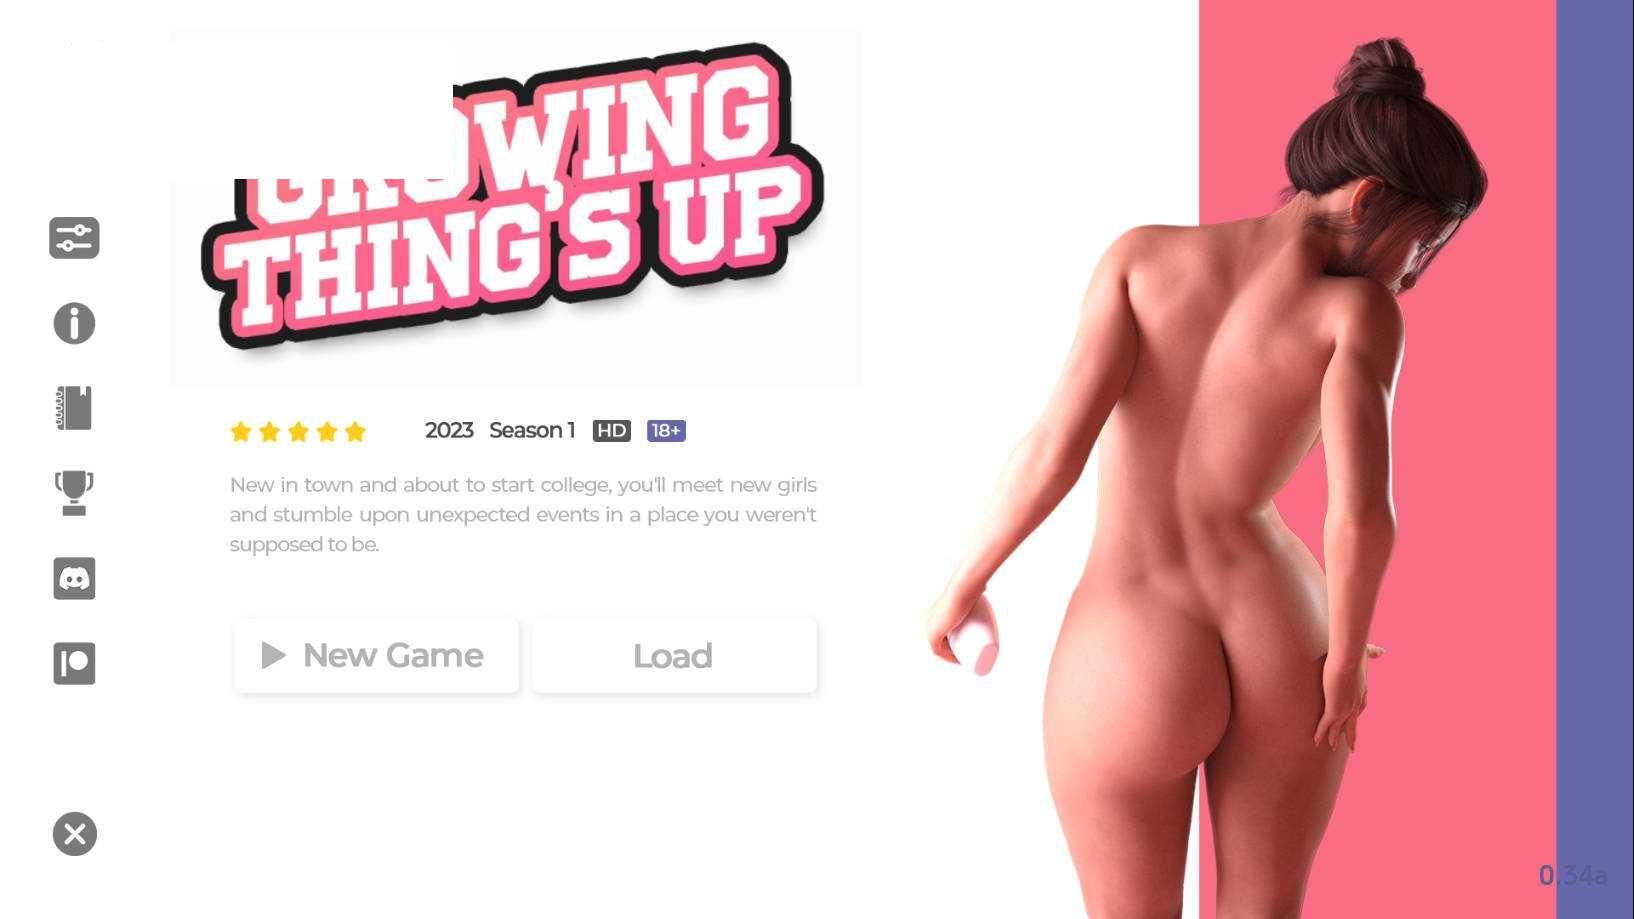 GROWING
THING'S UP
2023 Season 1 HD 18+
New in town and about to start college, you'll meet new girls
and stumble upon unexpected events in a place you weren't
supposed to be.
New Game
Load
0.34a